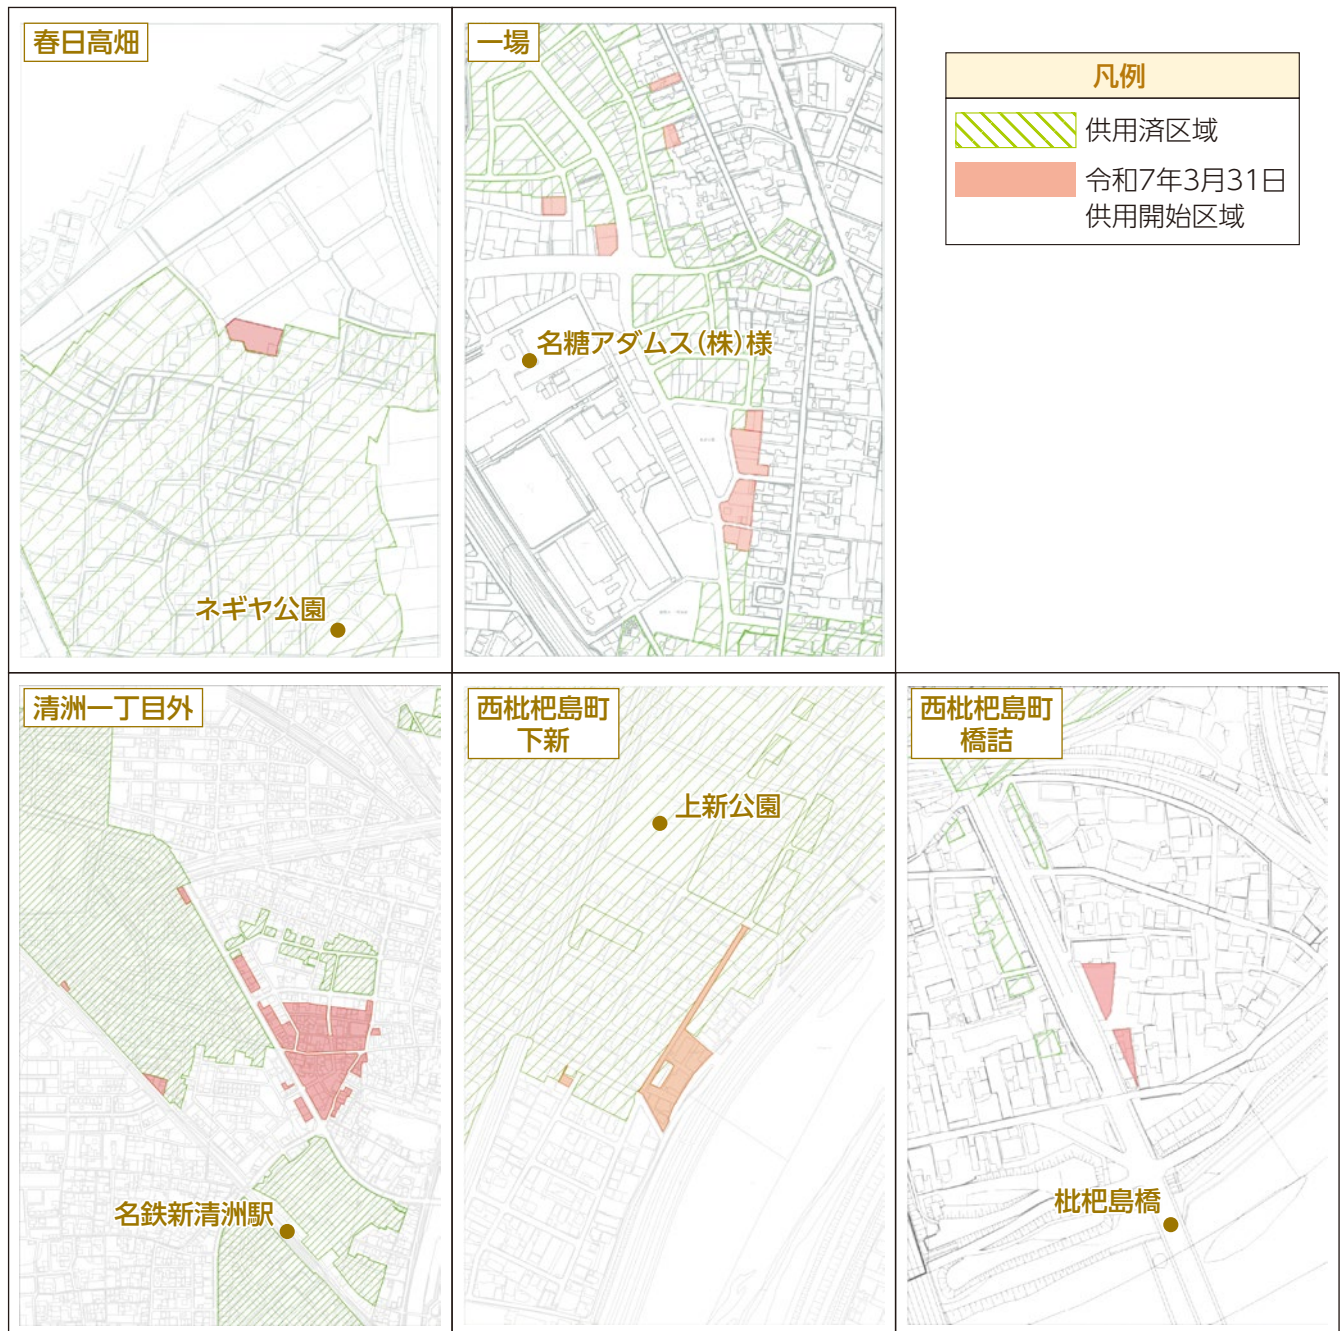 春日高畑
ネギヤ公園
一場
名糖アダムス(株)様
凡例
供用済区域
令和7年3月31日
供用開始区域
清洲一丁目外
名鉄新清洲駅
西枇杷島町
下新
上新公園
西枇杷島町
橋詰
枇杷島橋